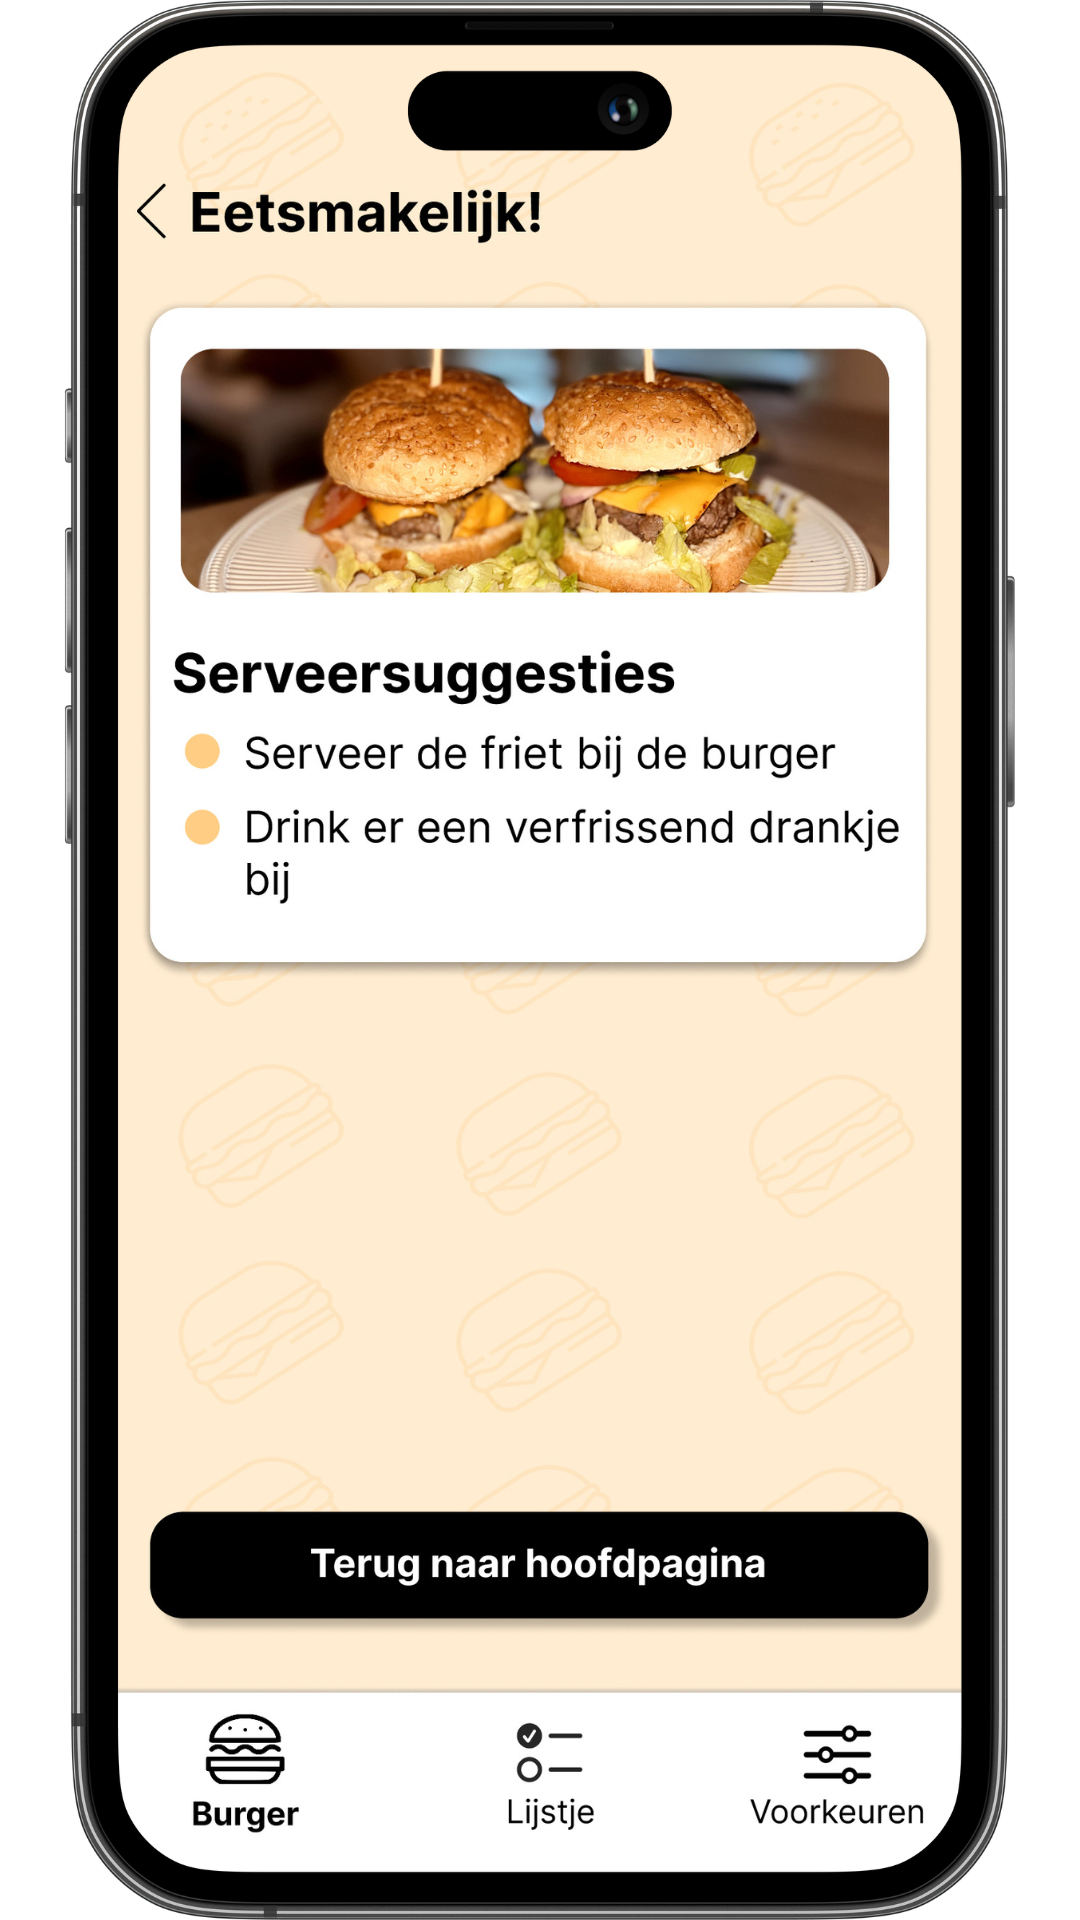 Eetsmakelijk!
Serveersuggesties
Serveer de friet bij de burger
Drink er een verfrissend drankje
bij
Terug naar hoofdpagina
Burger
Lijstje
Voorkeuren